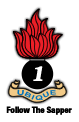 1
UBIQUE
Follow The Sapper